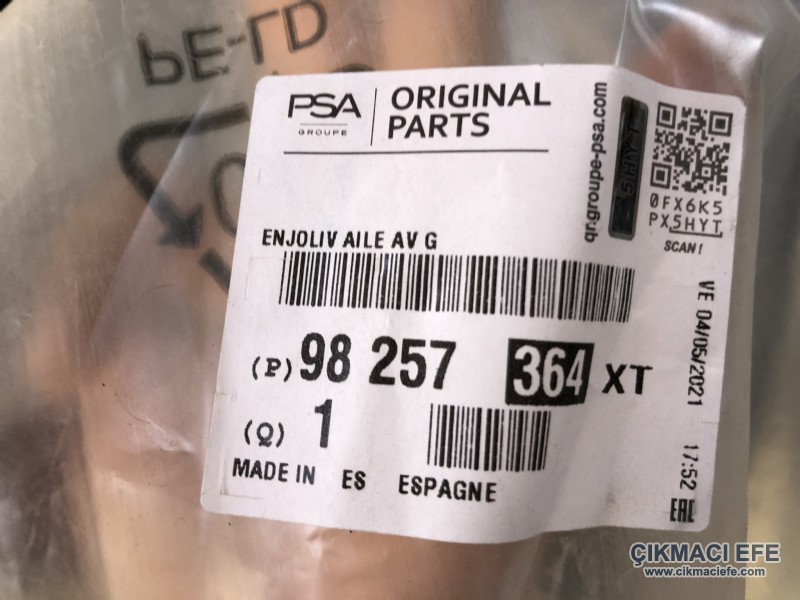 PE-LD
PSA
GROUPE
ORIGINAL
PARTS
qr.groupe-psa.com
5HYT
0FX6K5
PX5HYT
SCAN!
ENJOLIV AILE AV G
(P) 98 257 364 XT
(Q) 1
MADE IN ES ESPAGNE
VE 04/05/2021 17:52
EAC
ÇIKMACI EFE
www.cikmaciefe.com